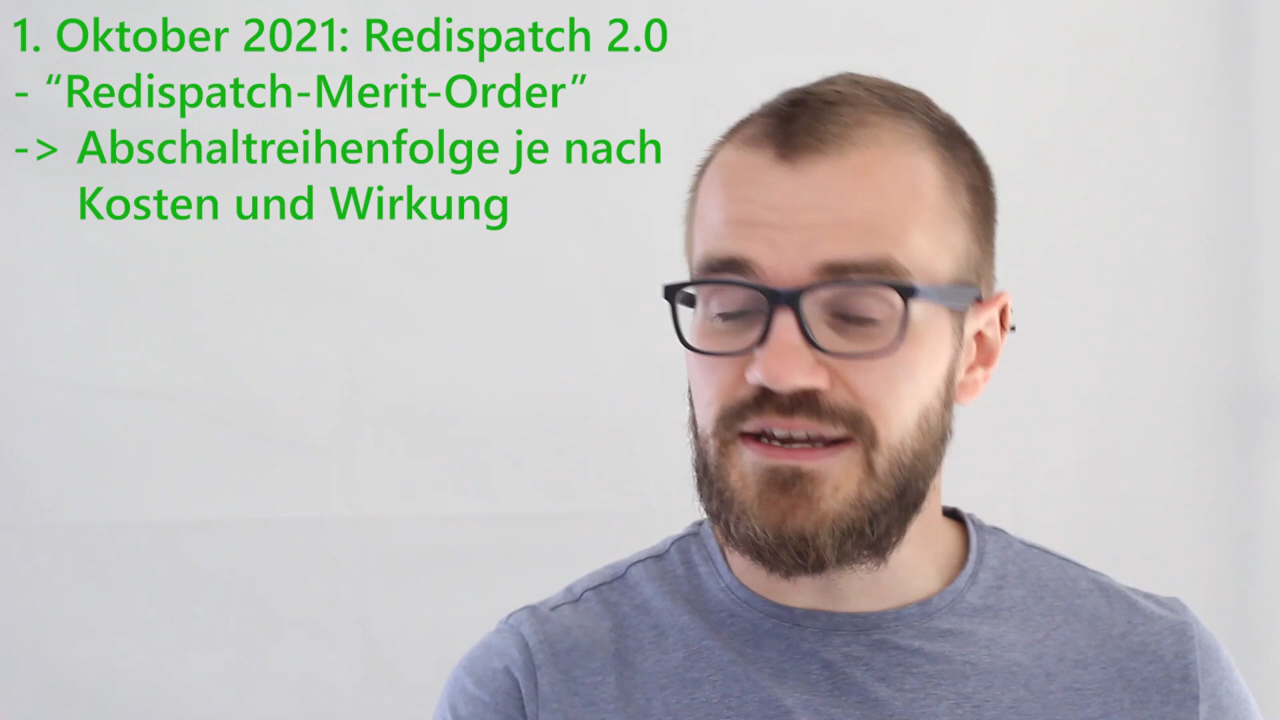 1. Oktober 2021: Redispatch 2.0
- “Redispatch-Merit-Order”
-> Abschaltreihenfolge je nach
Kosten und Wirkung